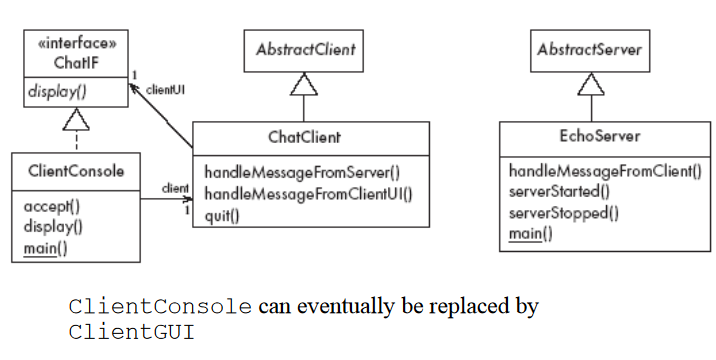 «interface»
ChatIF
display()
AbstractClient
AbstractServer
1
clientUI
ChatClient
handleMessageFromServer()
handleMessageFromClientUI()
quit()
EchoServer
handleMessageFromClient()
serverStarted()
serverStopped()
main()
ClientConsole
accept()
display()
main()
client
1
ClientConsole can eventually be replaced by
ClientGUI